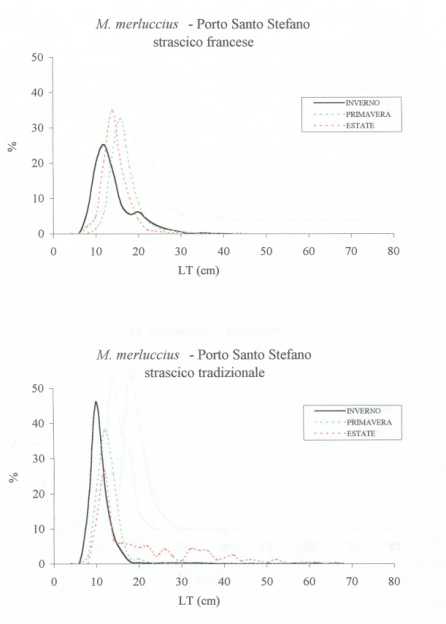 M. merluccius - Porto Santo Stefano
strascico francese
50
40
30
20
10
0
%
INVERNO
PRIMAVERA
ESTATE
0 10 20 30 40 50 60 70 80
LT (cm)
M. merluccius - Porto Santo Stefano
strascico tradizionale
50
40
30
20
10
0
%
INVERNO
PRIMAVERA
ESTATE
0 10 20 30 40 50 60 70 80
LT (cm)